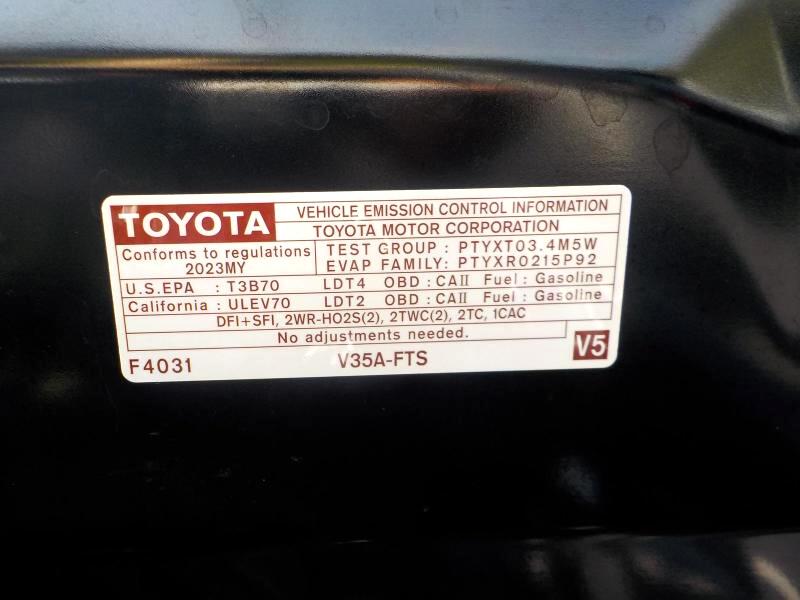 TOYOTA VEHICLE EMISSION CONTROL INFORMATION
TOYOTA MOTOR CORPORATION
Conforms to regulations
2023MY
TEST GROUP : PTYXT03.4M5W
EVAP FAMILY: PTYXR0215P92
U.S.EPA : T3B70 LDT4 OBD : CAII Fuel : Gasoline
California : ULEV70 LDT2 OBD : CAII Fuel : Gasoline
DFI+SFI, 2WR-HO2S(2), 2TWC(2), 2TC, 1CAC
No adjustments needed.
F4031 V35A-FTS V5